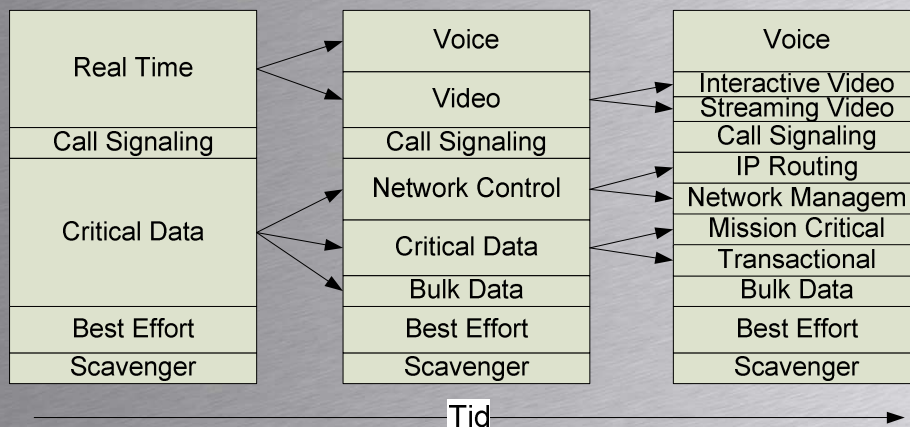 Real Time
Call Signaling
Critical Data
Best Effort
Scavenger
Voice
Video
Call Signaling
Network Control
Critical Data
Bulk Data
Best Effort
Scavenger
Voice
Interactive Video
Streaming Video
Call Signaling
IP Routing
Network Managem
Mission Critical
Transactional
Bulk Data
Best Effort
Scavenger
Tid